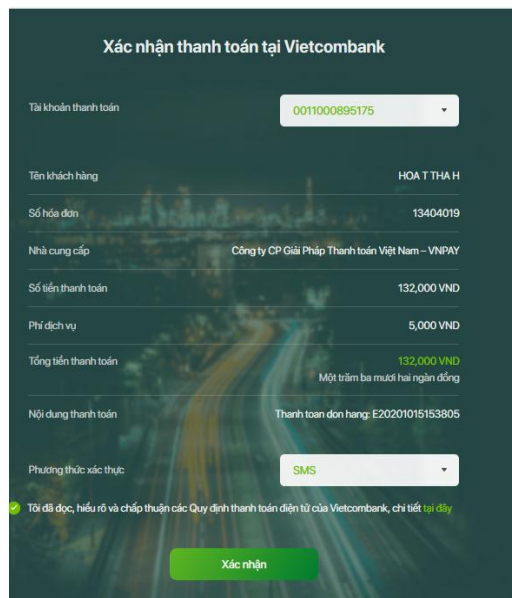 Xác nhận thanh toán tại Vietcombank
Tài khoản thanh toán 0011000895175
Tên khách hàng HOA T THA H
Số hóa đơn 13404019
Nhà cung cấp Công ty CP Giải Pháp Thanh toán Việt Nam – VNPAY
Số tiền thanh toán 132,000 VND
Phí dịch vụ 5,000 VND
Tổng tiền thanh toán 132,000 VND
Một trăm ba mươi hai ngàn đồng
Nội dung thanh toán Thanh toan don hang: E20201015153805
Phương thức xác thực SMS
Tôi đã đọc, hiểu rõ và chấp thuận các Quy định thanh toán điện tử của Vietcombank, chi tiết tại đây
Xác nhận